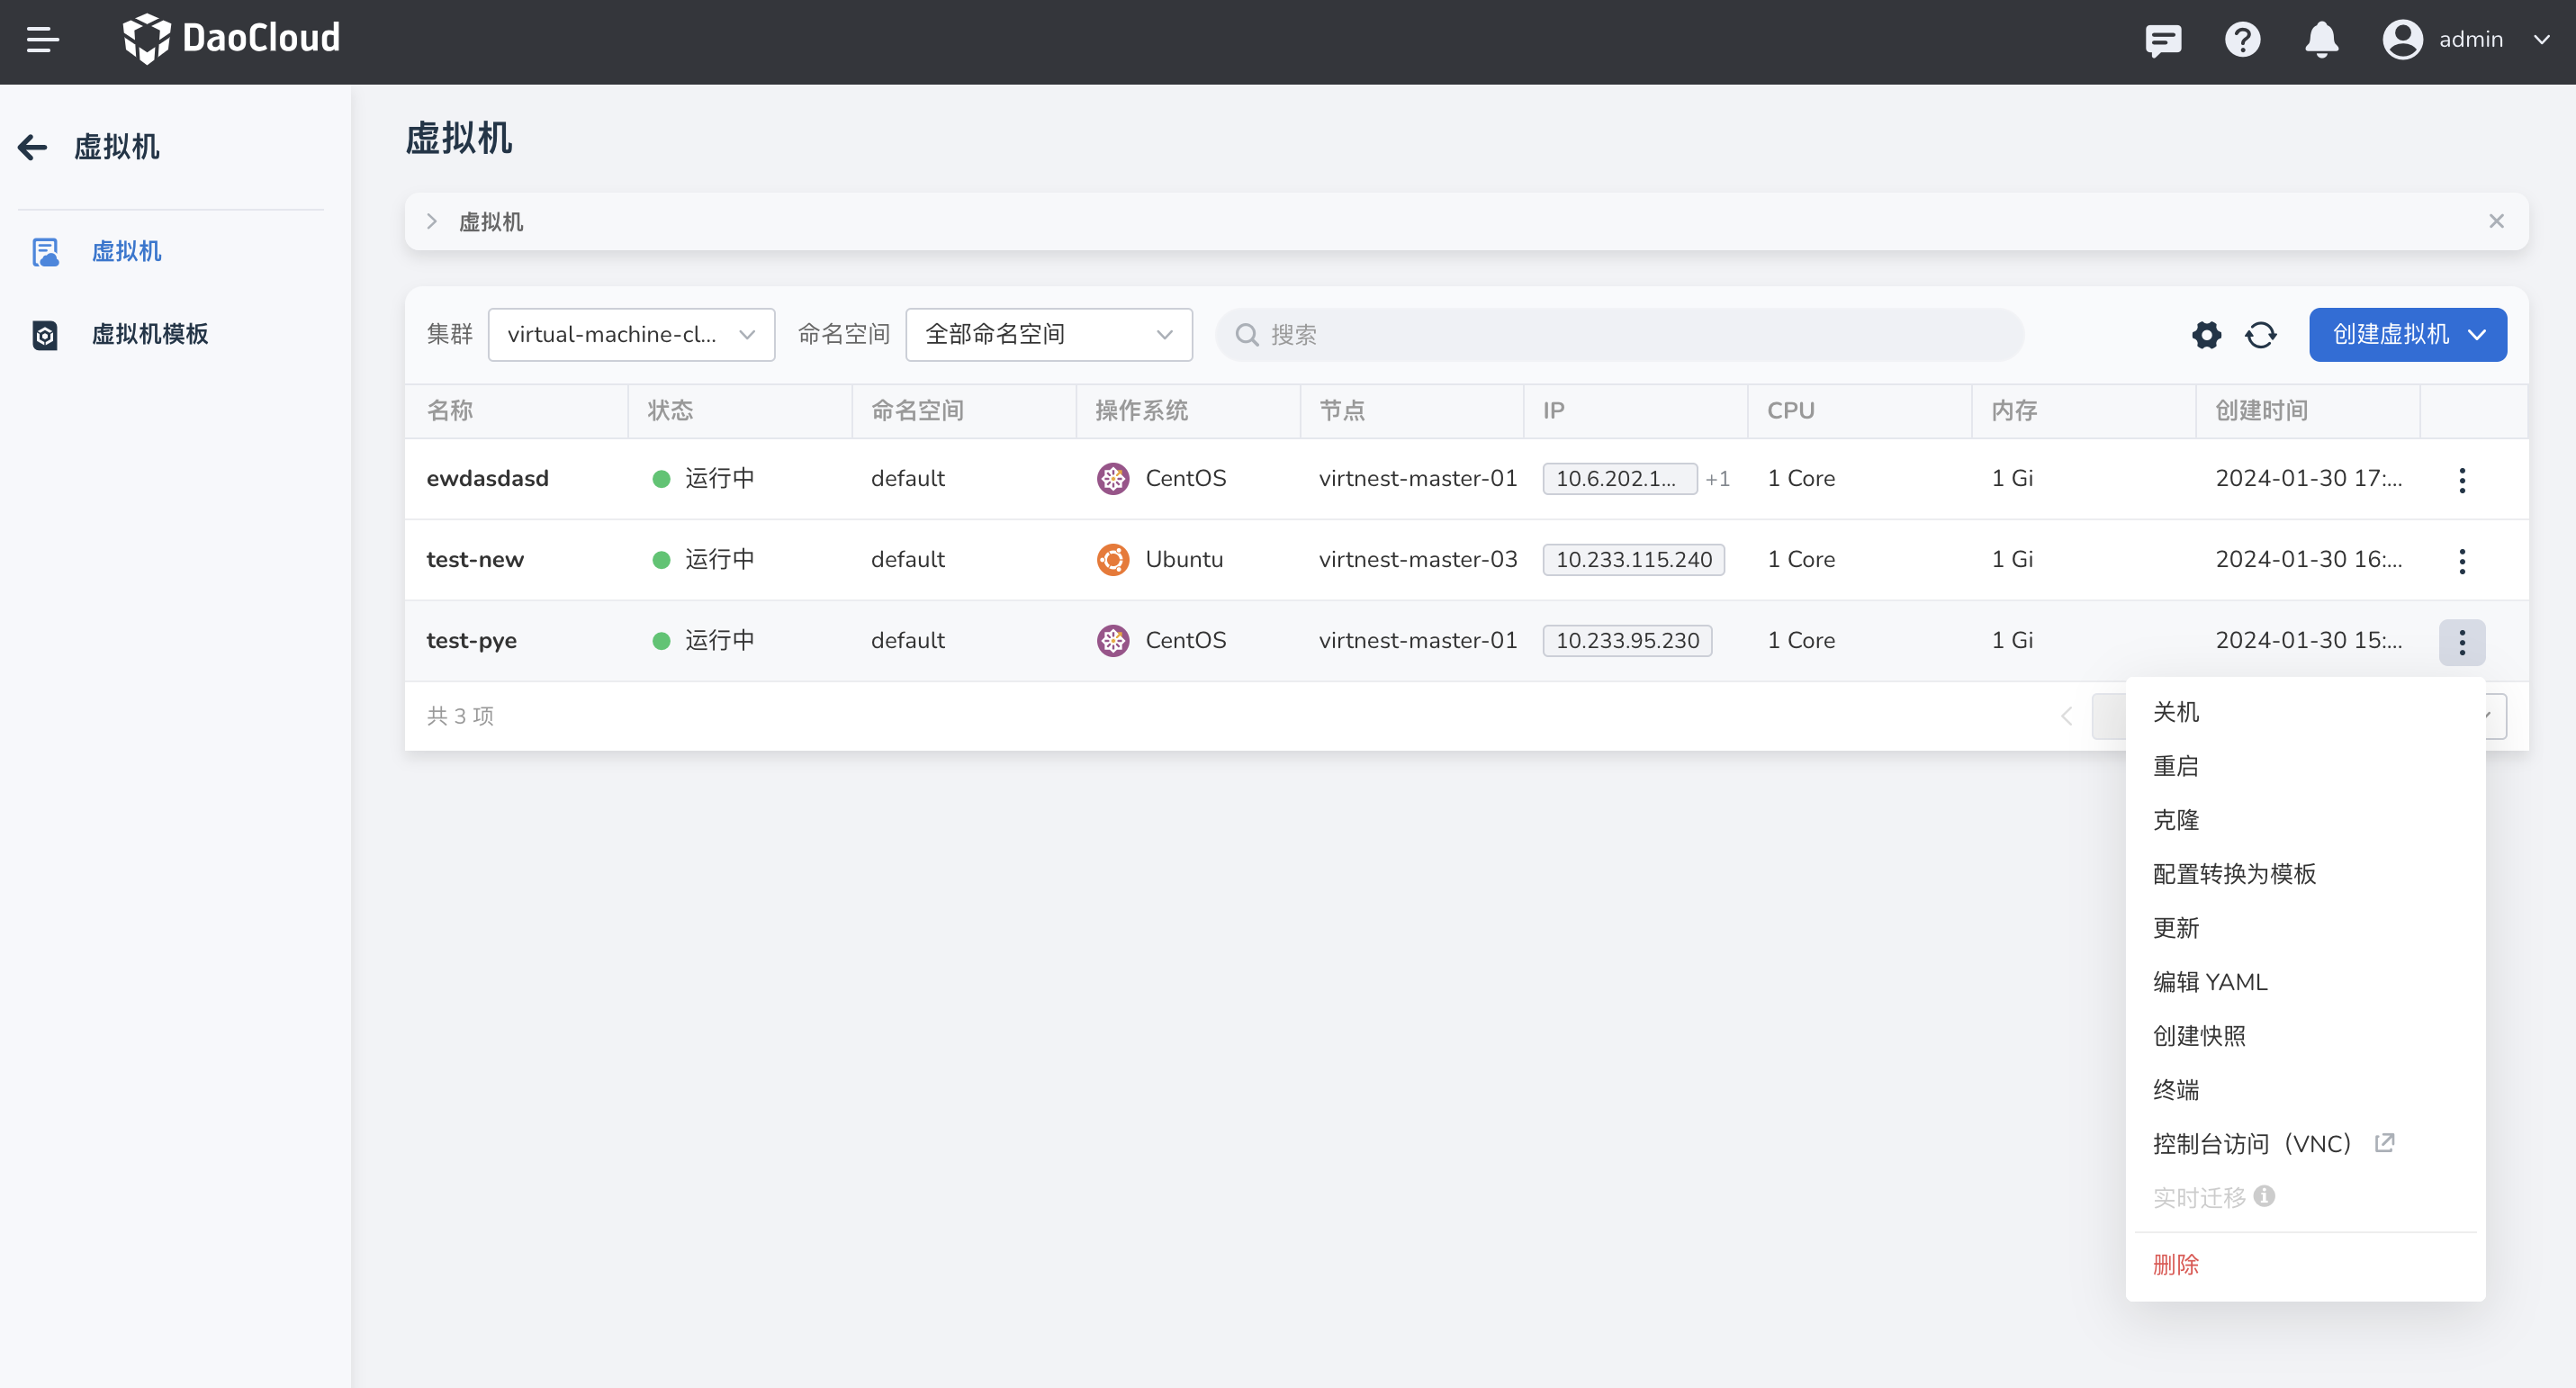 DaoCloud
admin
虚拟机
虚拟机
虚拟机模板
虚拟机
虚拟机
集群 virtual-machine-cl... 命名空间 全部命名空间 搜索 创建虚拟机
名称 状态 命名空间 操作系统 节点 IP CPU 内存 创建时间
ewdasdasd 运行中 default CentOS virtnest-master-01 10.6.202.1... +1 1 Core 1 Gi 2024-01-30 17:...
test-new 运行中 default Ubuntu virtnest-master-03 10.233.115.240 1 Core 1 Gi 2024-01-30 16:...
test-pye 运行中 default CentOS virtnest-master-01 10.233.95.230 1 Core 1 Gi 2024-01-30 15:...
共 3 项
关机
重启
克隆
配置转换为模板
更新
编辑 YAML
创建快照
终端
控制台访问（VNC）
实时迁移
删除